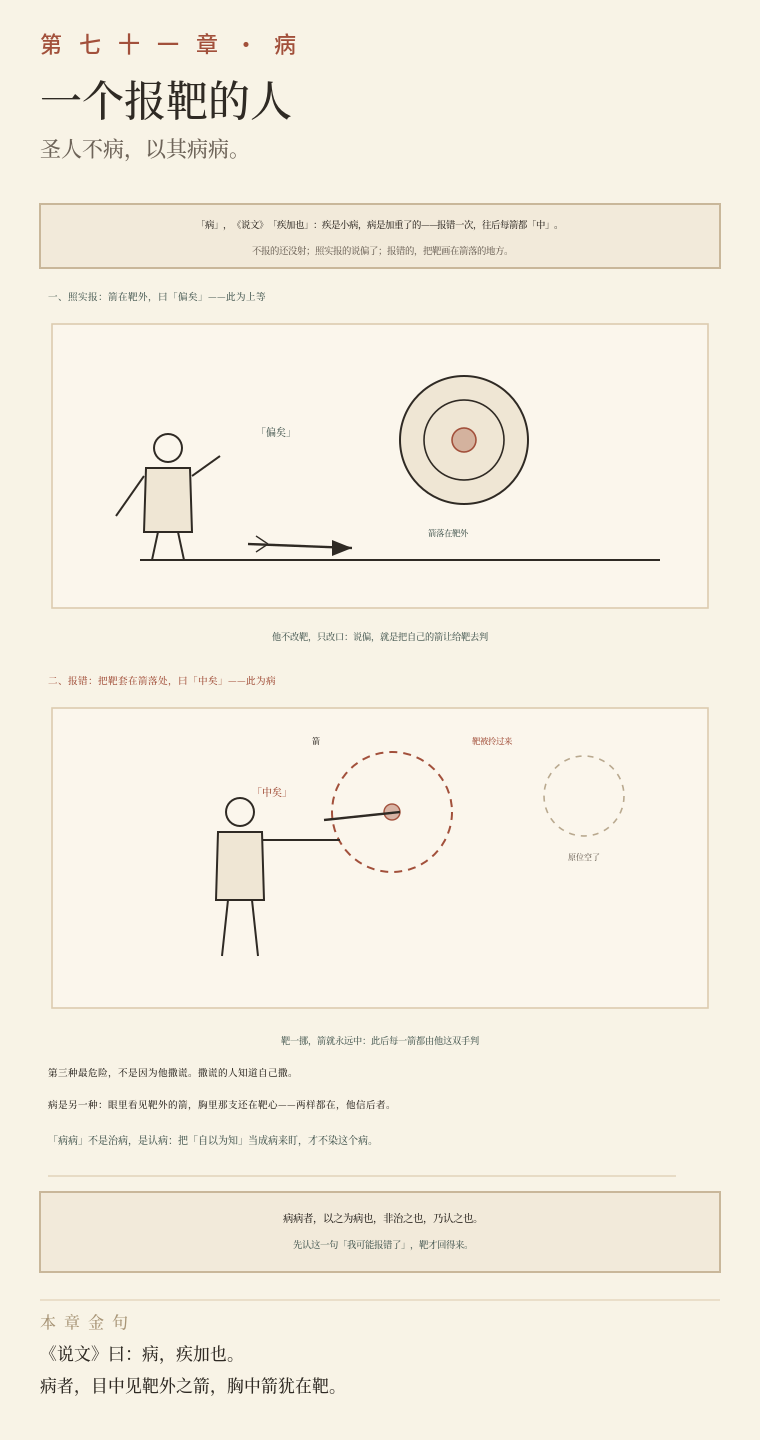 第七十一章·病
一个报靶的人
圣人不病，以其病病。
「病」，《说文》「疾加也」：疾是小病，病是加重了的——报错一次，往后每箭都「中」。
不报的还没射；照实报的说偏了；报错的，把靶画在箭落的地方。
一、照实报：箭在靶外，曰「偏矣」——此为上等
「偏矣」
箭落在靶外
他不改靶，只改口：说偏，就是把自己的箭让给靶去判
二、报错：把靶套在箭落处，曰「中矣」——此为病
箭
靶被拎过来
「中矣」
原位空了
靶一挪，箭就永远中：此后每一箭都由他这双手判
第三种最危险，不是因为他撒谎。撒谎的人知道自己撒。
病是另一种：眼里看见靶外的箭，胸里那支还在靶心——两样都在，他信后者。
「病病」不是治病，是认病：把「自以为知」当成病来盯，才不染这个病。
病病者，以之为病也，非治之也，乃认之也。
先认这一句「我可能报错了」，靶才回得来。
本章金句
《说文》曰：病，疾加也。
病者，目中见靶外之箭，胸中箭犹在靶。